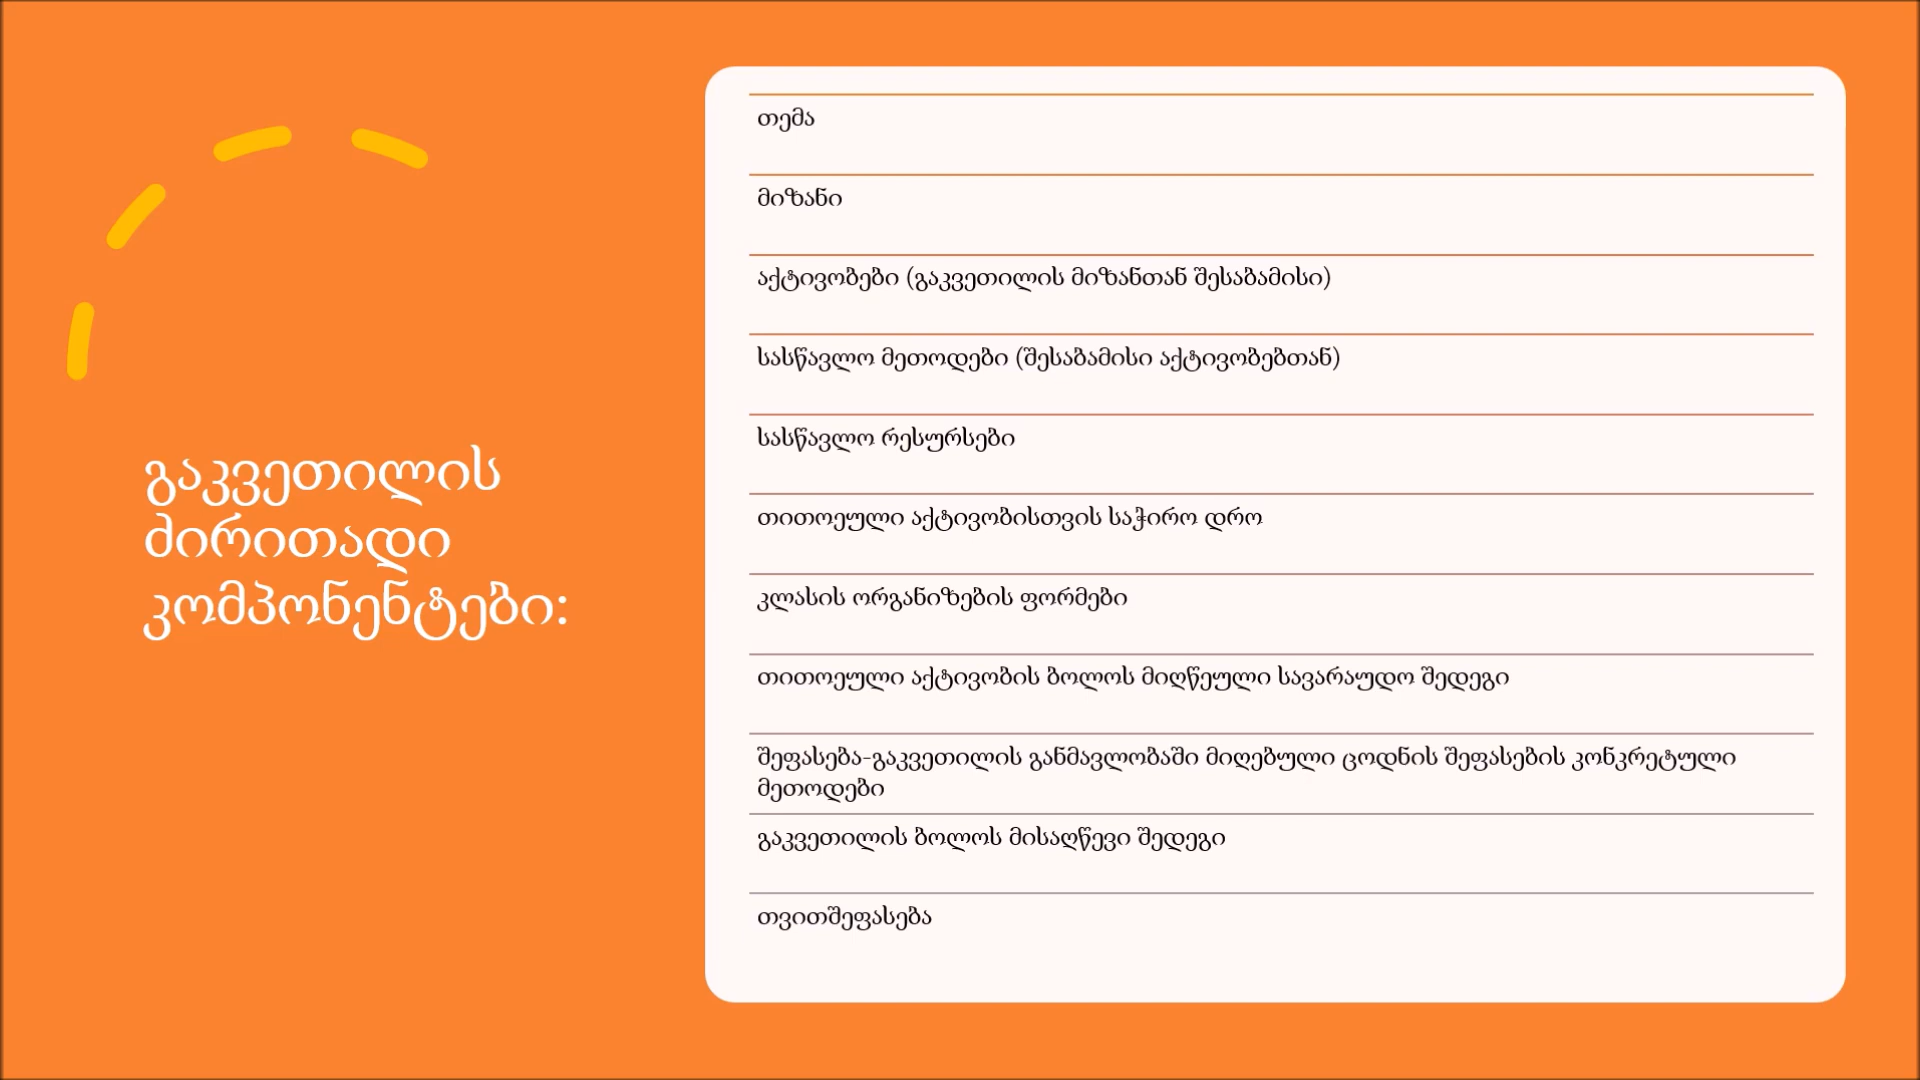 გაკვეთილის
ძირითადი
კომპონენტები:
თემა
მიზანი
აქტივობები (გაკვეთილის მიზანთან შესაბამისი)
სასწავლო მეთოდები (შესაბამისი აქტივობებთან)
სასწავლო რესურსები
თითოეული აქტივობისთვის საჭირო დრო
კლასის ორგანიზების ფორმები
თითოეული აქტივობის ბოლოს მიღწეული სავარაუდო შედეგი
შეფასება-გაკვეთილის განმავლობაში მიღებული ცოდნის შეფასების კონკრეტული
მეთოდები
გაკვეთილის ბოლოს მისაღწევი შედეგი
თვითშეფასება